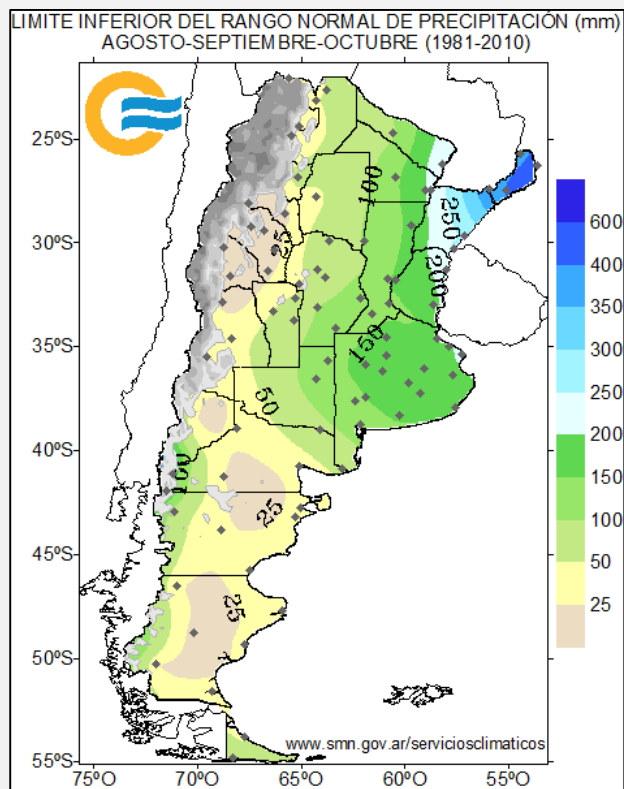 LIMITE INFERIOR DEL RANGO NORMAL DE PRECIPITACIÓN (mm)
AGOSTO-SEPTIEMBRE-OCTUBRE (1981-2010)
25ºS
30ºS
35ºS
40ºS
45ºS
50ºS
55ºS
100
250
200
25
150
50
100
25
25
600
400
300
350
250
200
150
100
50
25
www.smn.gov.ar/serviciosclimaticos
75ºO
70ºO
65ºO
60ºO
55ºO